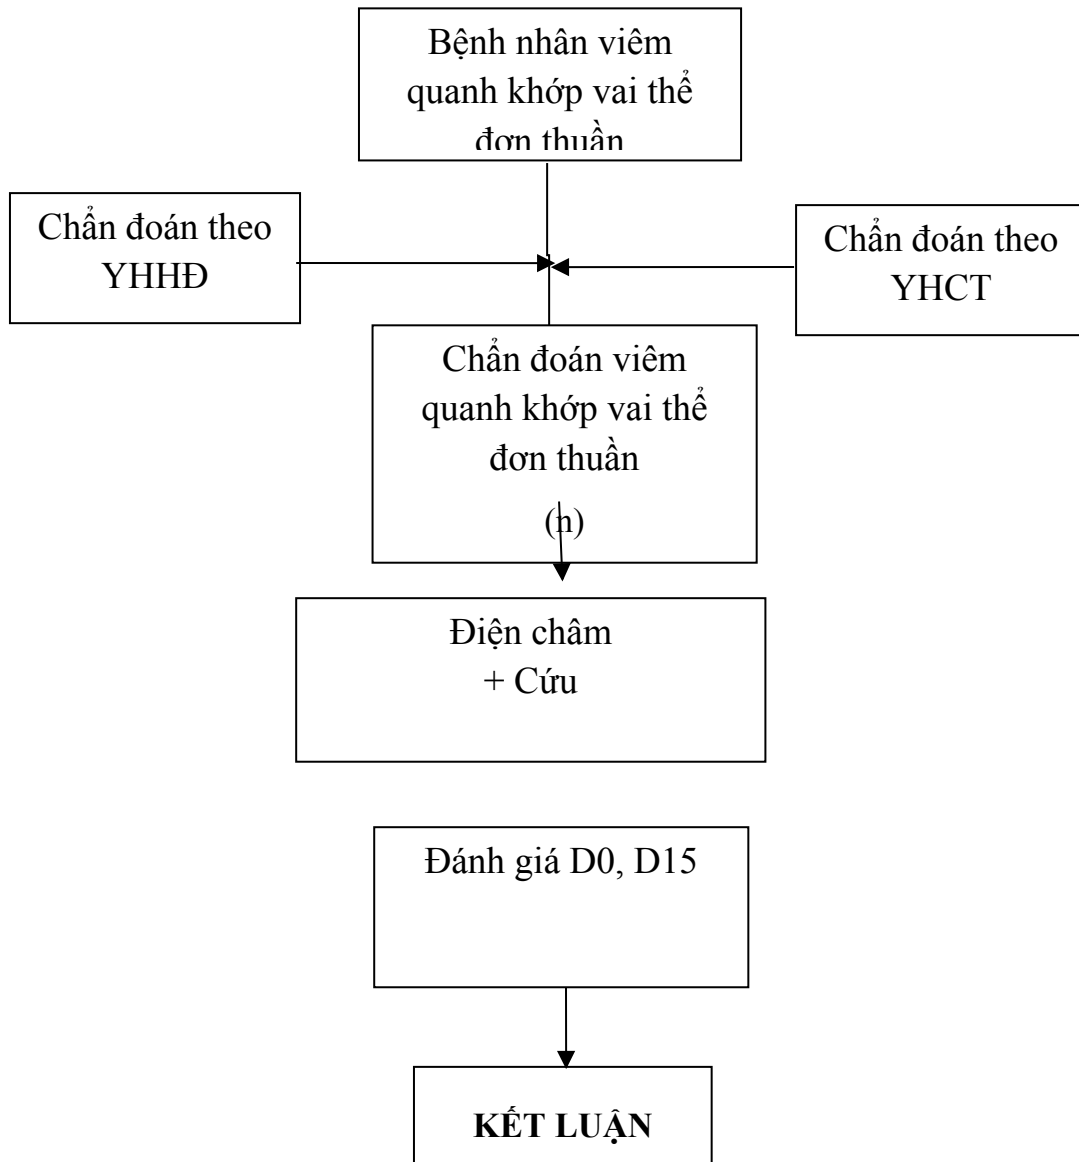 Bệnh nhân viêm
quanh khớp vai thể
đơn thuần
Chẩn đoán theo
YHHĐ
Chẩn đoán theo
YHCT
Chẩn đoán viêm
quanh khớp vai thể
đơn thuần
(n)
Điện châm
+ Cứu
Đánh giá D0, D15
KẾT LUẬN